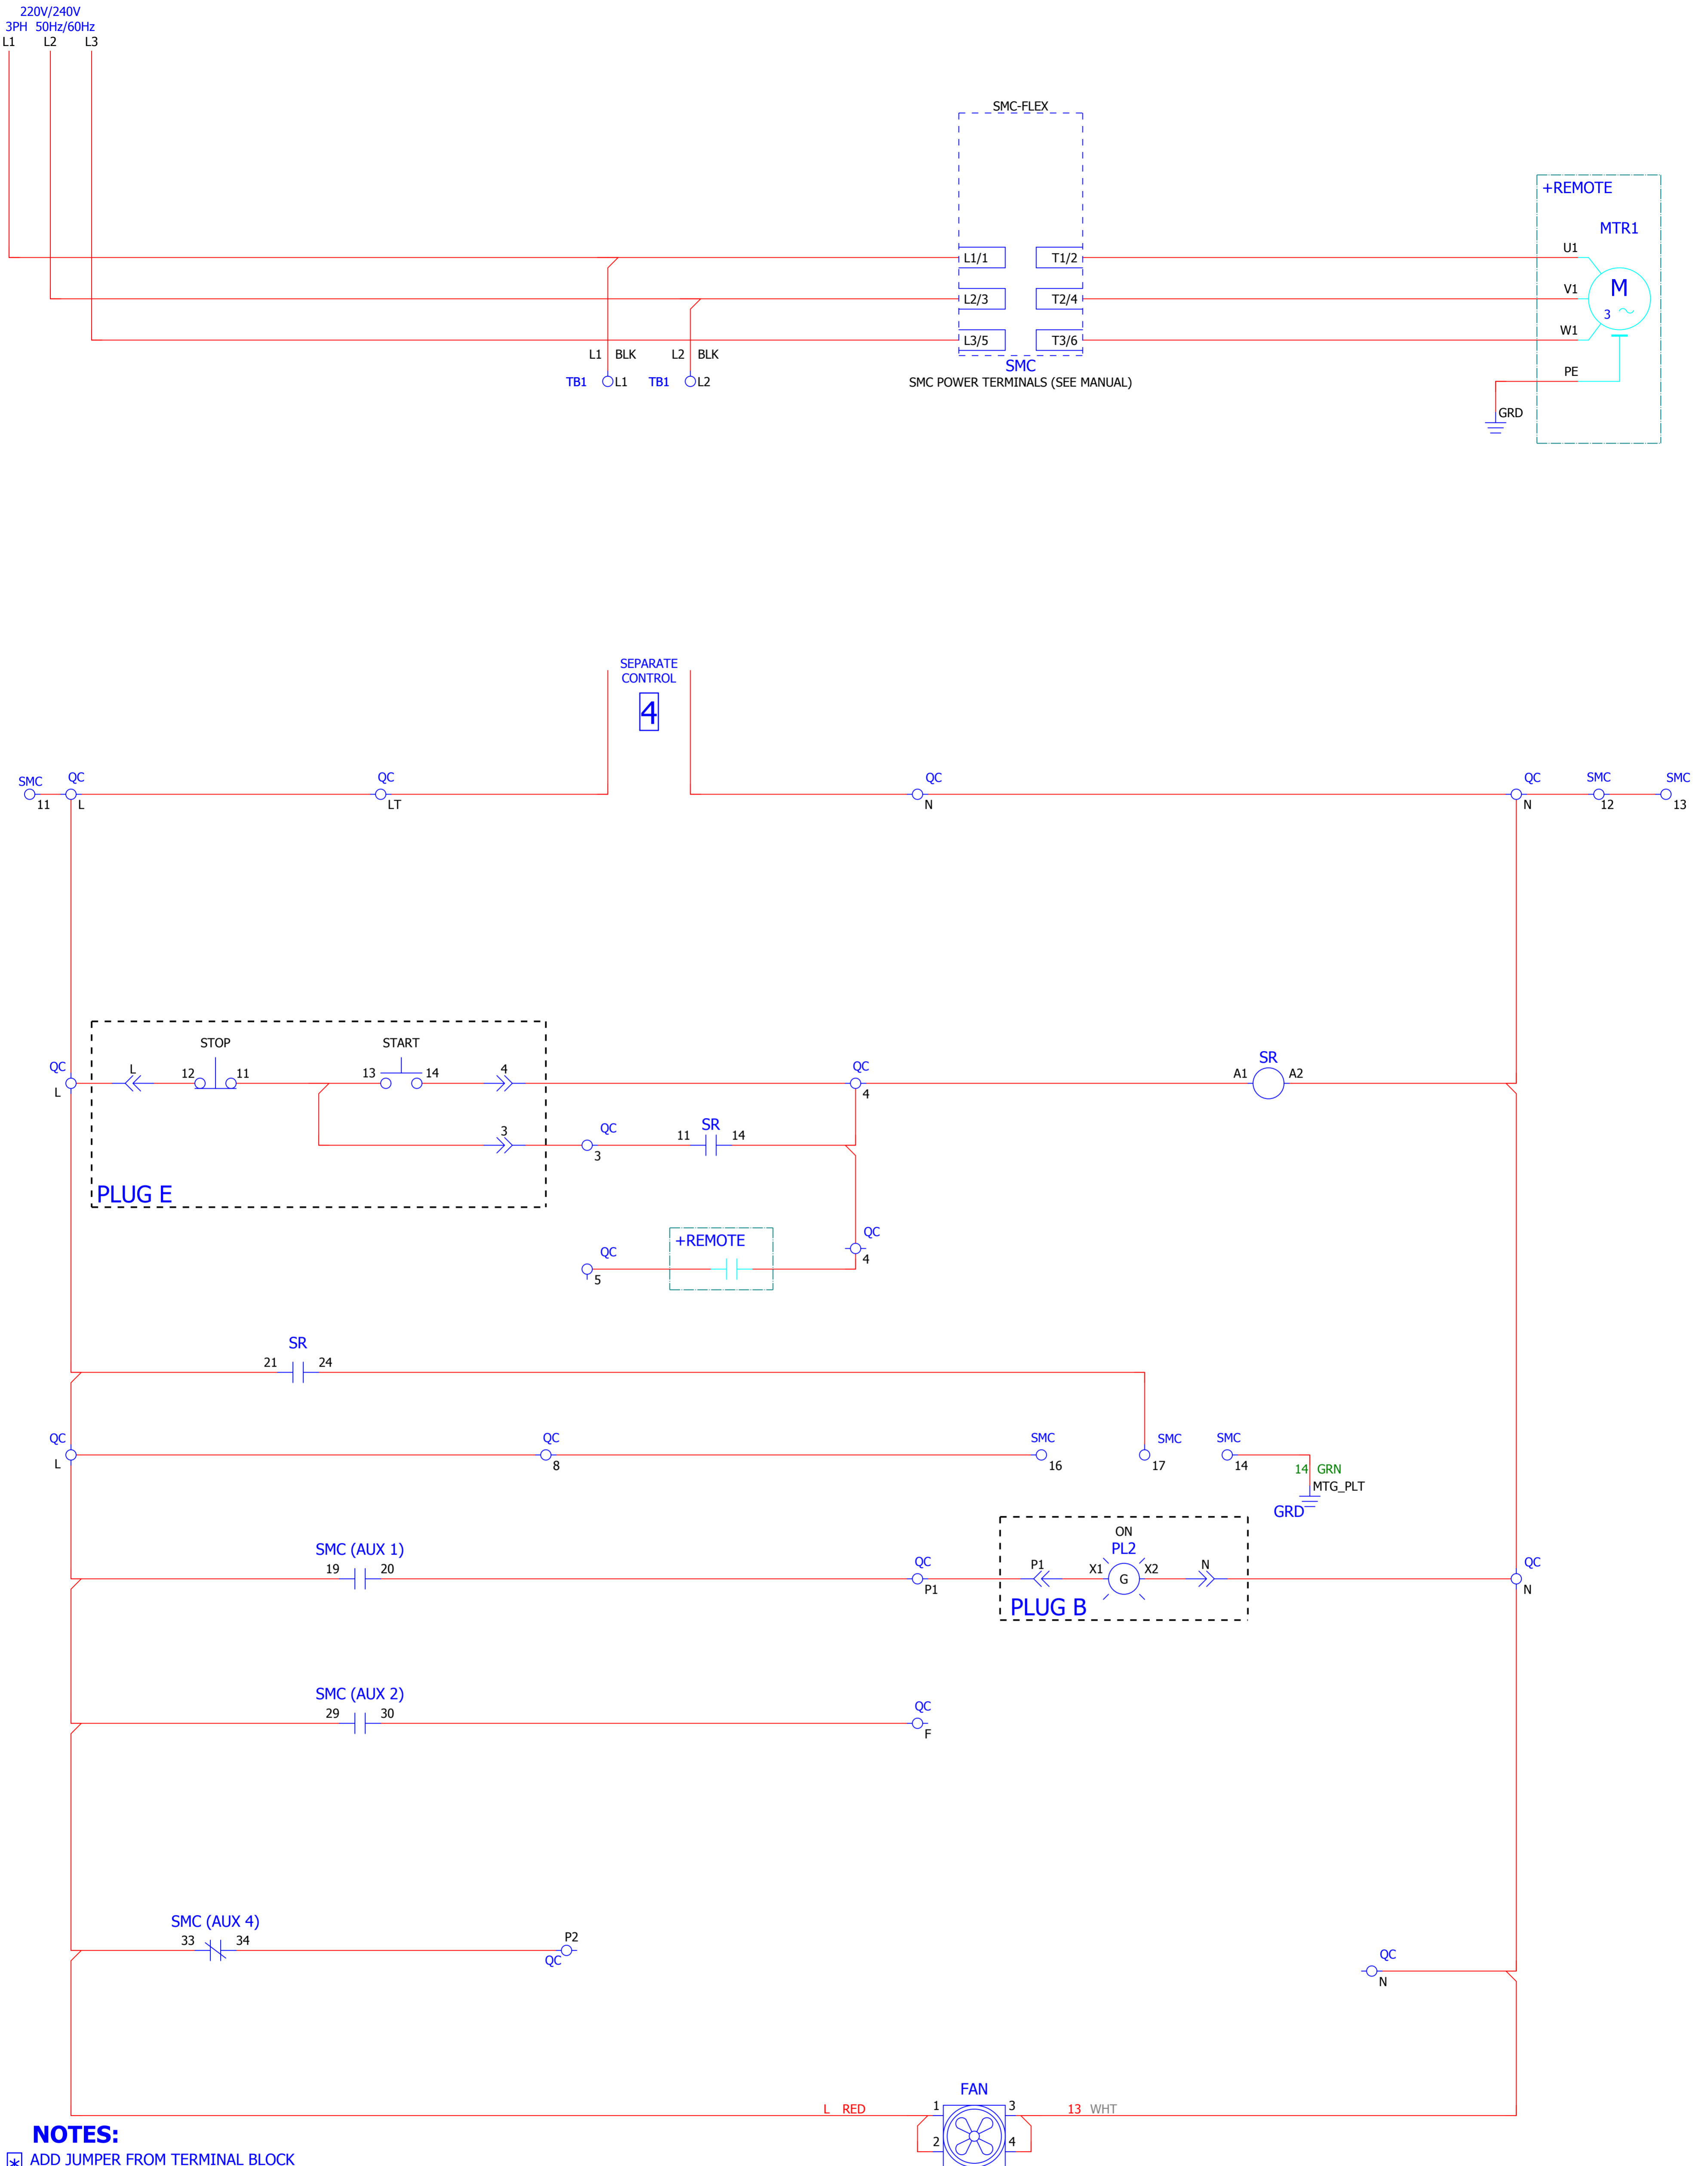 220V/240V
3PH 50Hz/60Hz
L1 L2 L3
SMC-FLEX
+REMOTE
MTR1
L1/1 T1/2 U1
L2/3 T2/4 V1 M
3
L3/5 T3/6 W1
L1 BLK L2 BLK
SMC
TB1 L1 TB1 L2
SMC POWER TERMINALS (SEE MANUAL)
PE
GRD
SEPARATE
CONTROL
4
SMC QC QC QC QC SMC SMC
11 L LT N N 12 13
STOP START
QC L 12 11 13 14 4 QC A1 SR A2
L 4
3 QC 11 SR 14
3
PLUG E
QC +REMOTE QC
5 4
SR
21 24
QC QC SMC SMC SMC
L 8 16 17 14
14 GRN
MTG_PLT
GRD
ON
SMC (AUX 1) PL2
19 20 QC P1 X1 G X2 N QC
P1 N
PLUG B
SMC (AUX 2)
29 30 QC
F
SMC (AUX 4)
33 34 P2
QC QC
N
FAN
L RED 1 3 13 WHT
2 4
NOTES:
* ADD JUMPER FROM TERMINAL BLOCK